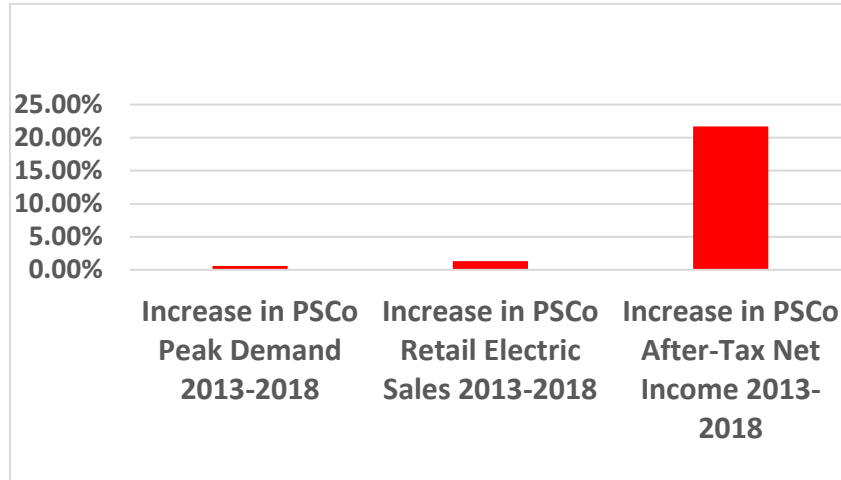 25.00%
20.00%
15.00%
10.00%
5.00%
0.00%
Increase in PSCo
Peak Demand
2013-2018
Increase in PSCo
Retail Electric
Sales 2013-2018
Increase in PSCo
After-Tax Net
Income 2013-
2018